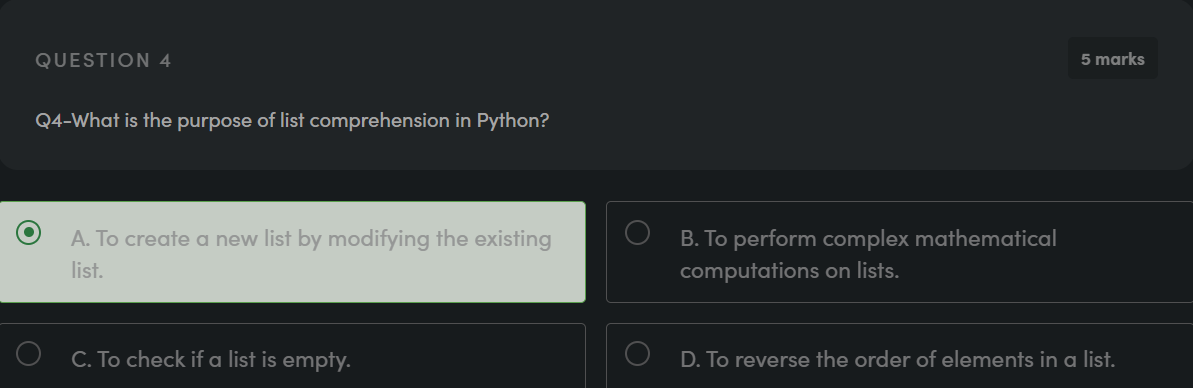 QUESTION 4
5 marks
Q4-What is the purpose of list comprehension in Python?
A. To create a new list by modifying the existing
list.
B. To perform complex mathematical
computations on lists.
C. To check if a list is empty.
D. To reverse the order of elements in a list.